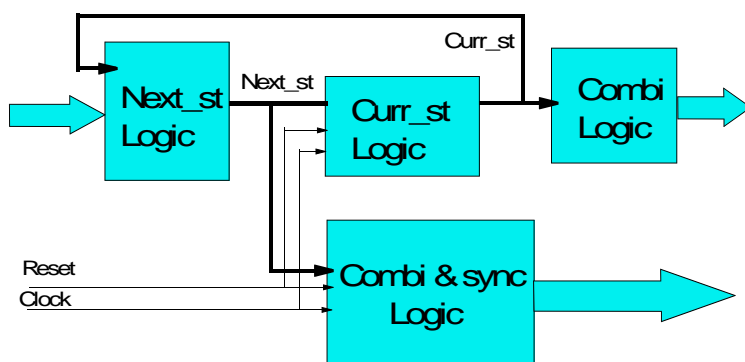 Curr_st
Next_st
Next_st
Logic
Curr_st
Logic
Combi
Logic
Reset
Clock
Combi & sync
Logic